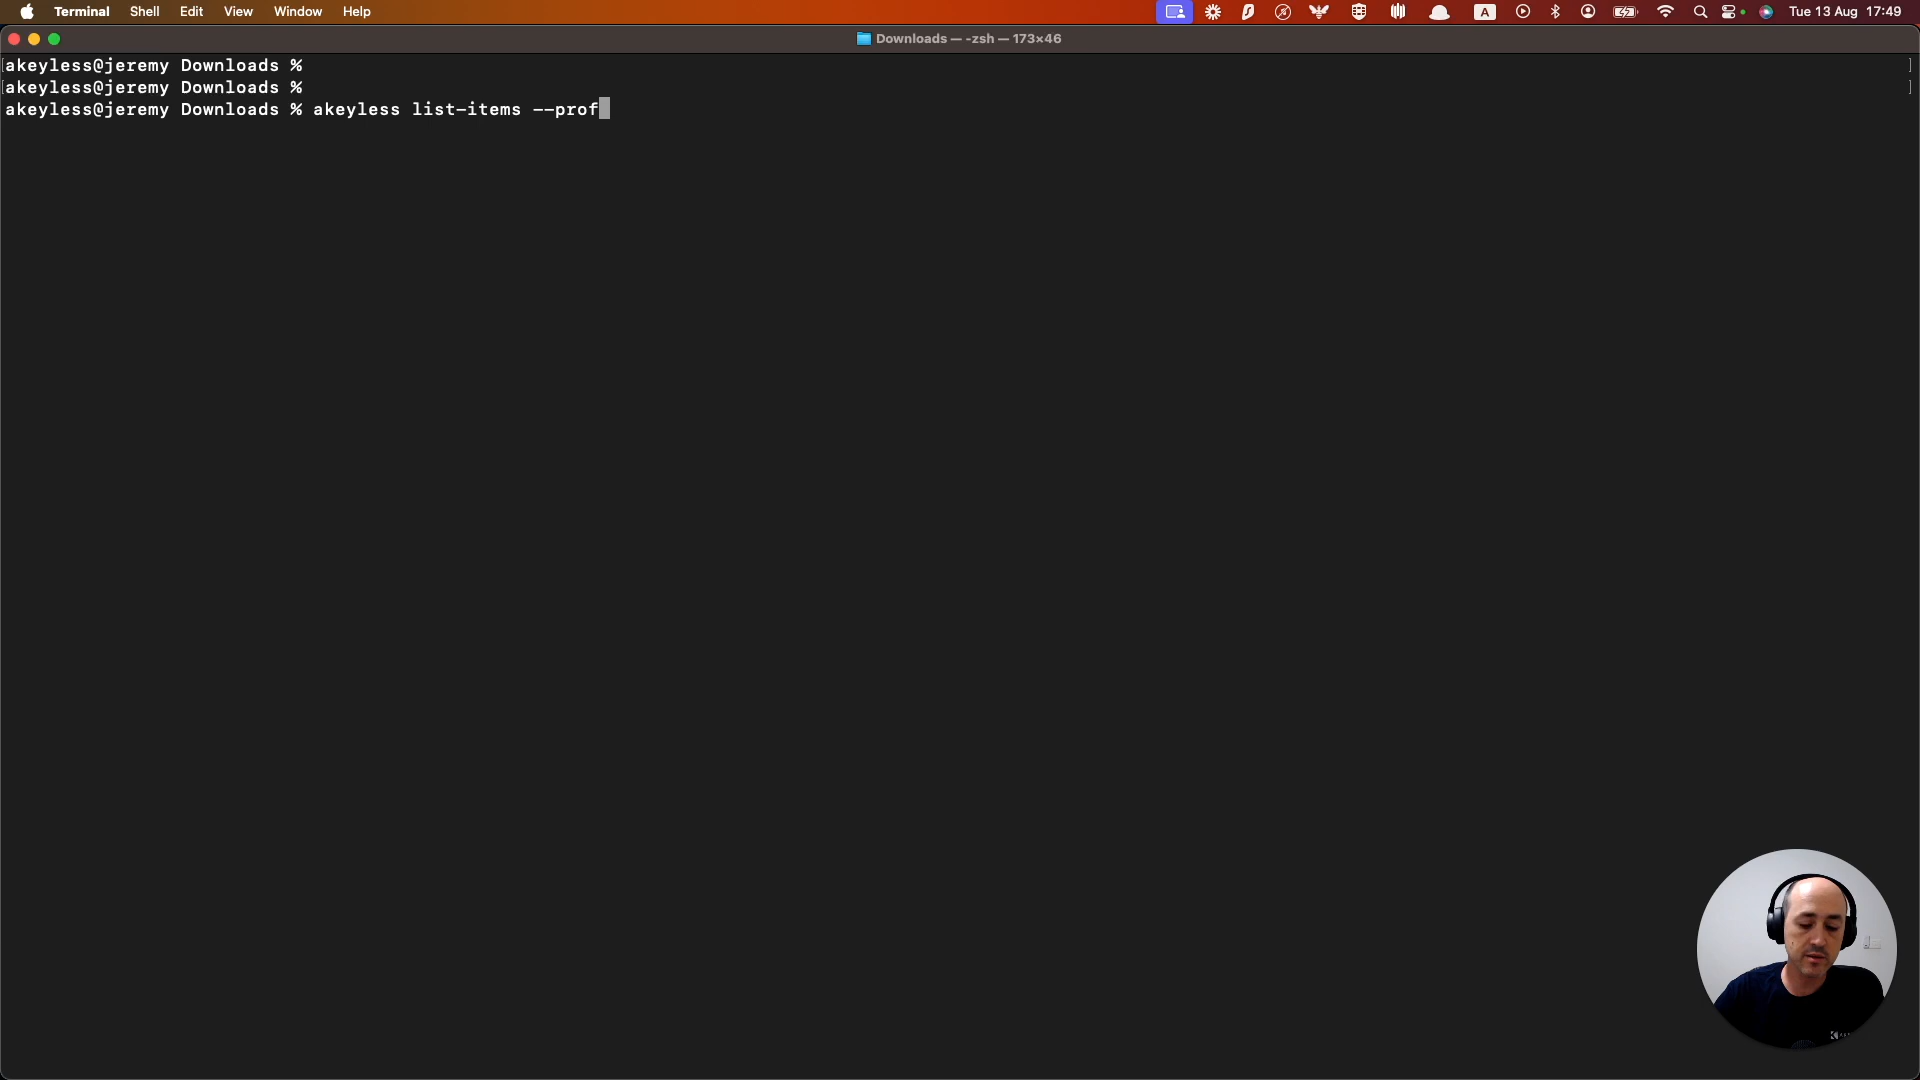 Terminal Shell Edit View Window Help
A
Tue 13 Aug 17:49
Downloads — -zsh — 173×46
akeyless@jeremy Downloads %
akeyless@jeremy Downloads %
akeyless@jeremy Downloads % akeyless list-items --prof